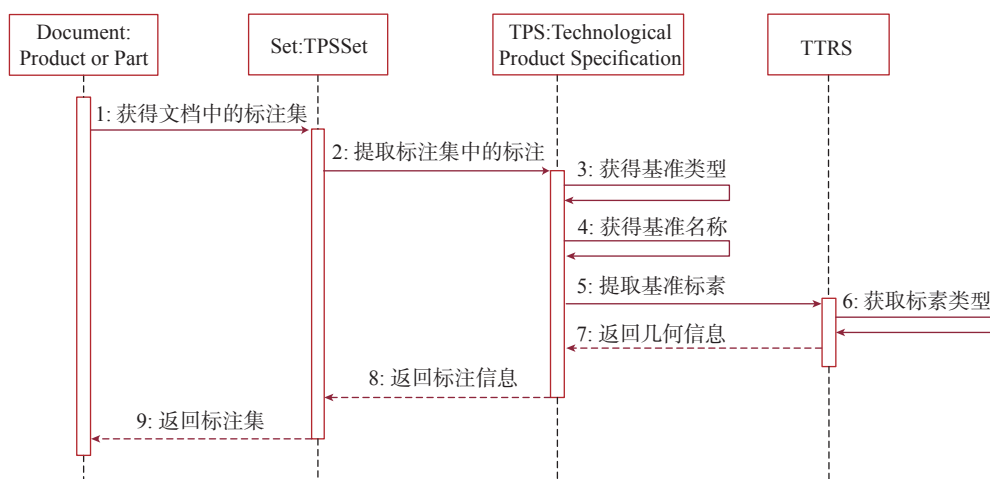 Document:
Product or Part
Set:TPSSet
TPS:Technological
Product Specification
TTRS
1: 获得文档中的标注集
2: 提取标注集中的标注
3: 获得基准类型
4: 获得基准名称
5: 提取基准标素
6: 获取标素类型
7: 返回几何信息
8: 返回标注信息
9: 返回标注集